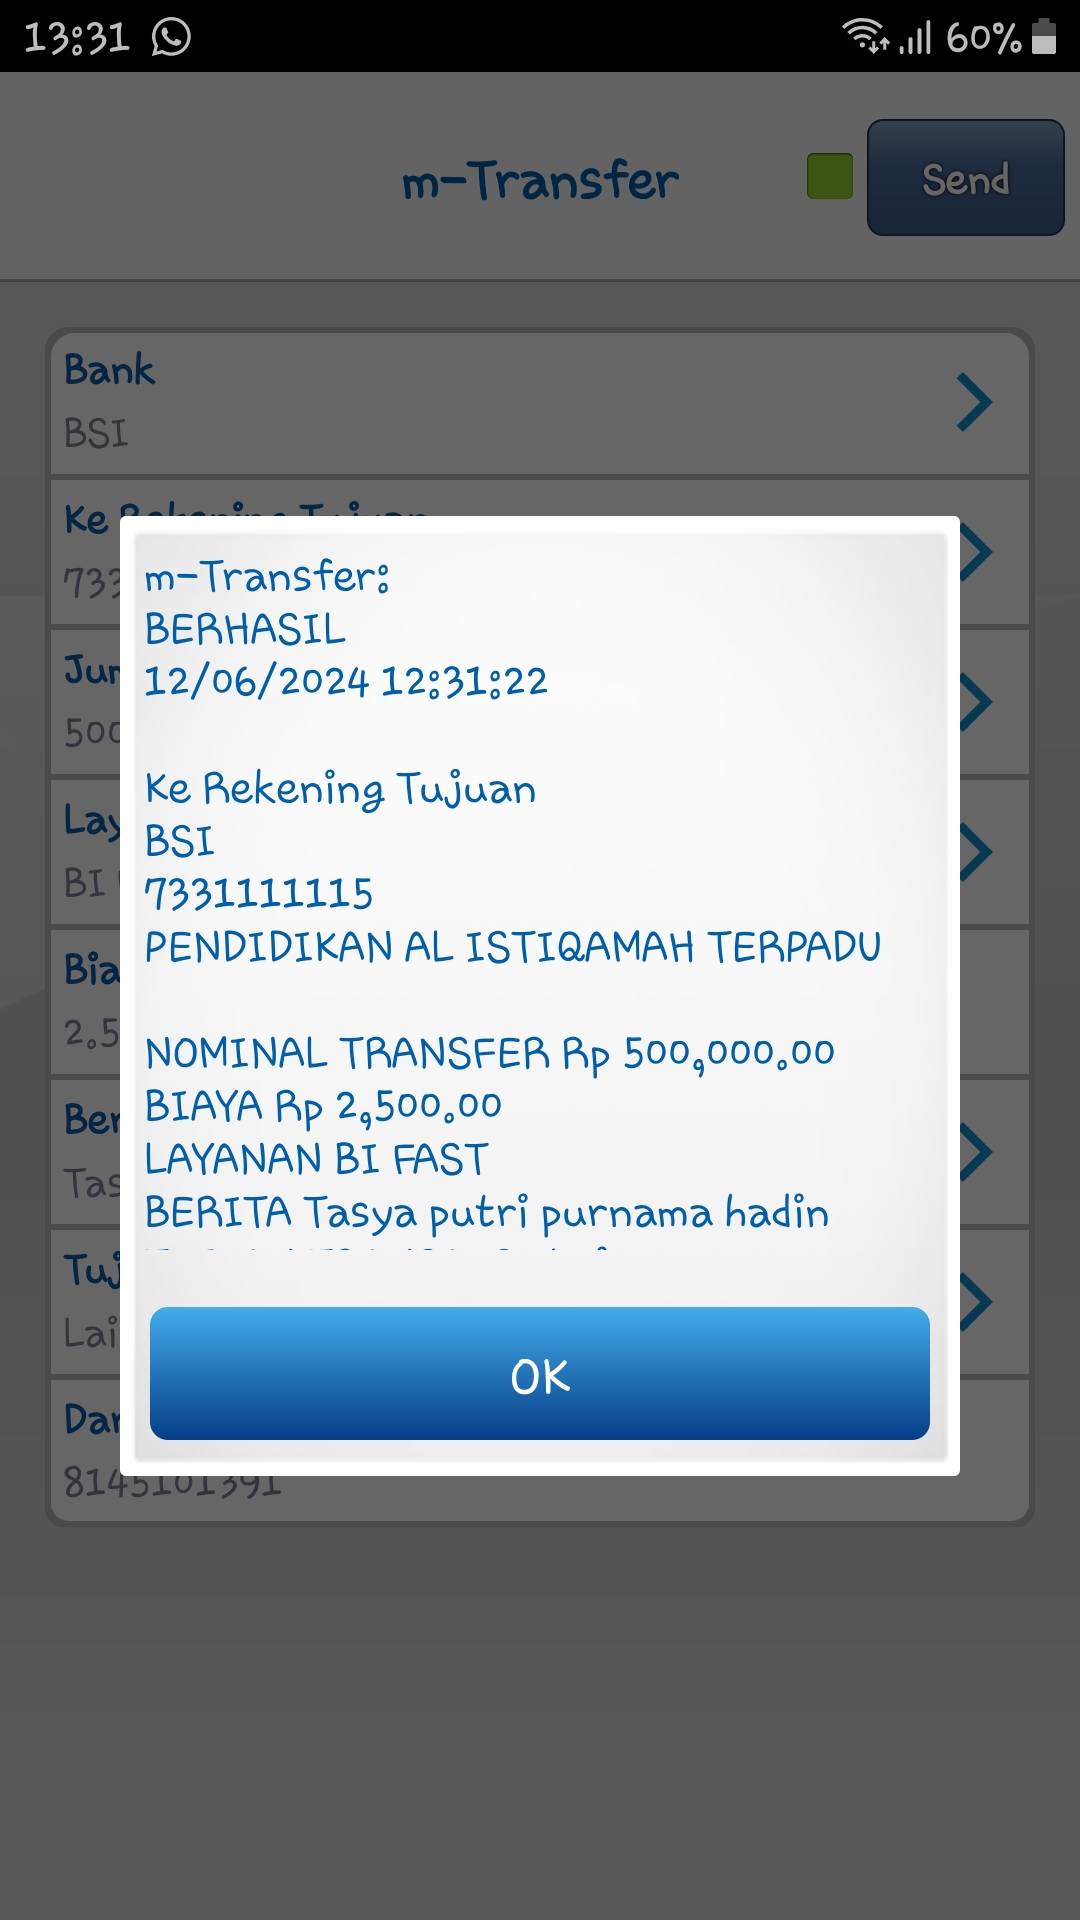 13:31 60%
m-Transfer Send
Bank
BSI
Ke Rekening Tujuan
733
m-Transfer:
BERHASIL
12/06/2024 12:31:22
Ke Rekening Tujuan
BSI
7331111115
PENDIDIKAN AL ISTIQAMAH TERPADU
NOMINAL TRANSFER Rp 500,000.00
BIAYA Rp 2,500.00
LAYANAN BI FAST
BERITA Tasya putri purnama hadin
OK
Jun
500
Lay
BI
Bia
2.5
Ber
Tas
Tuj
Lai
Dar
8145101391